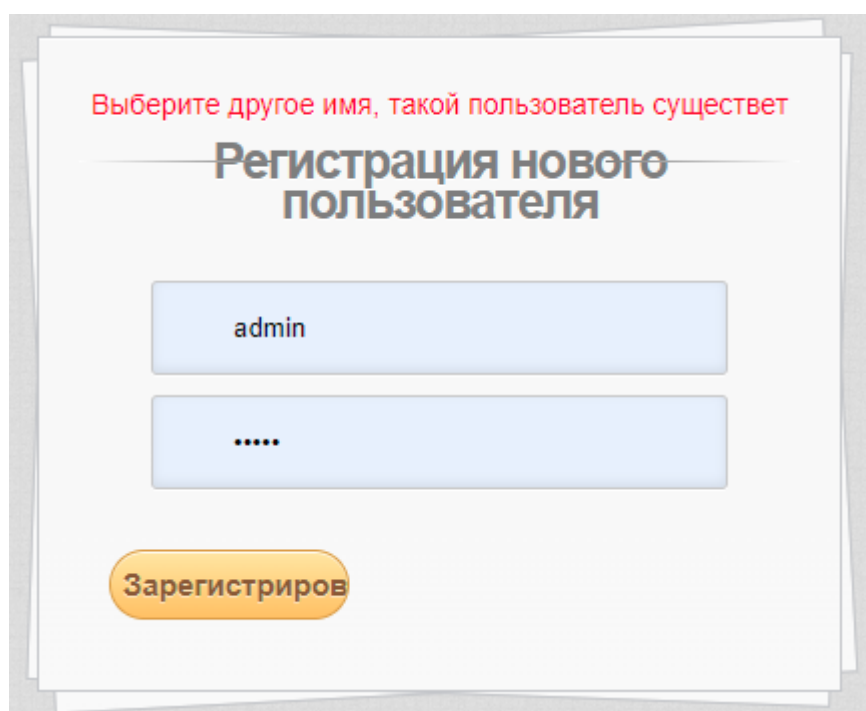 Выберите другое имя, такой пользователь существет
Регистрация нового
пользователя
admin
•••••
Зарегистриров